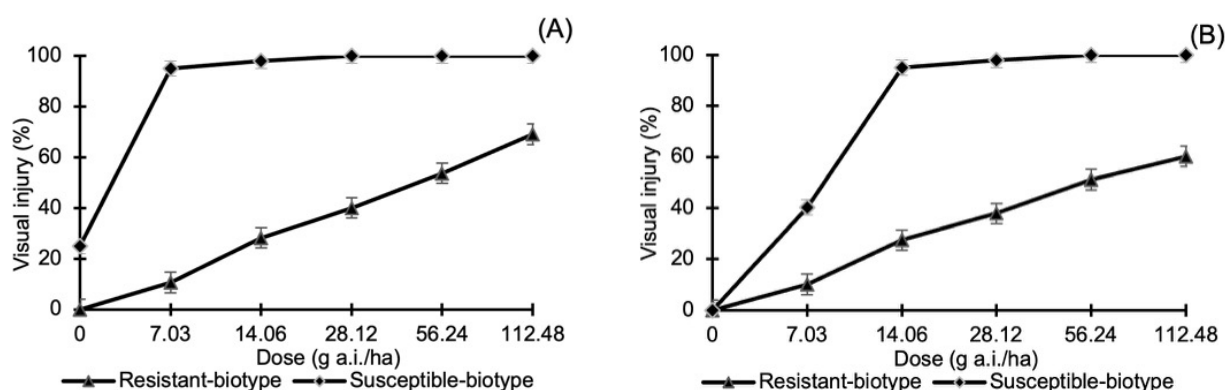 (A)
Visual injury (%)
100
80
60
40
20
0
0 7.03 14.06 28.12 56.24 112.48
Dose (g a.i./ha)
Resistant-biotype Susceptible-biotype
(B)
Visual injury (%)
100
80
60
40
20
0
0 7.03 14.06 28.12 56.24 112.48
Dose (g a.i./ha)
Resistant-biotype Susceptible-biotype